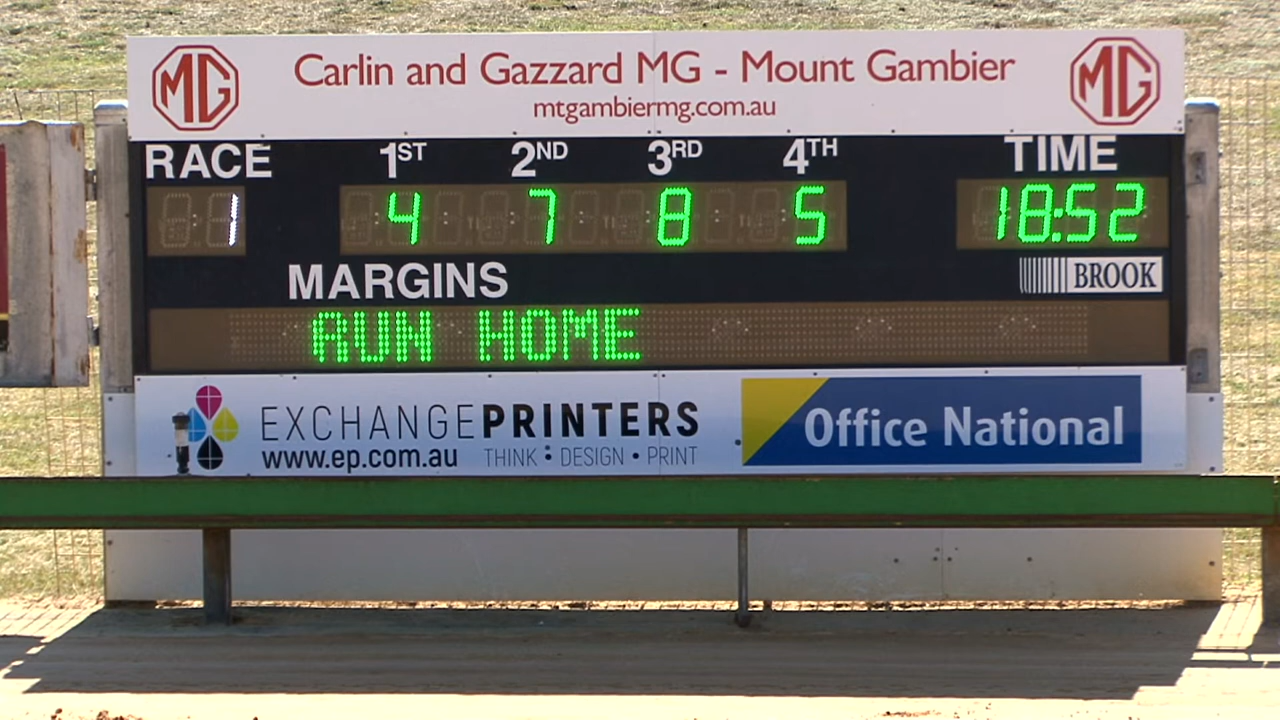 MG Carlin and Gazzard MG - Mount Gambier MG
mtgambiermg.com.au
RACE 1ST 2ND 3RD 4TH TIME
1 4 7 8 5 18:52
MARGINS BROOK
RUN HOME
EXCHANGEPRINTERS Office National
www.ep.com.au THINK : DESIGN • PRINT